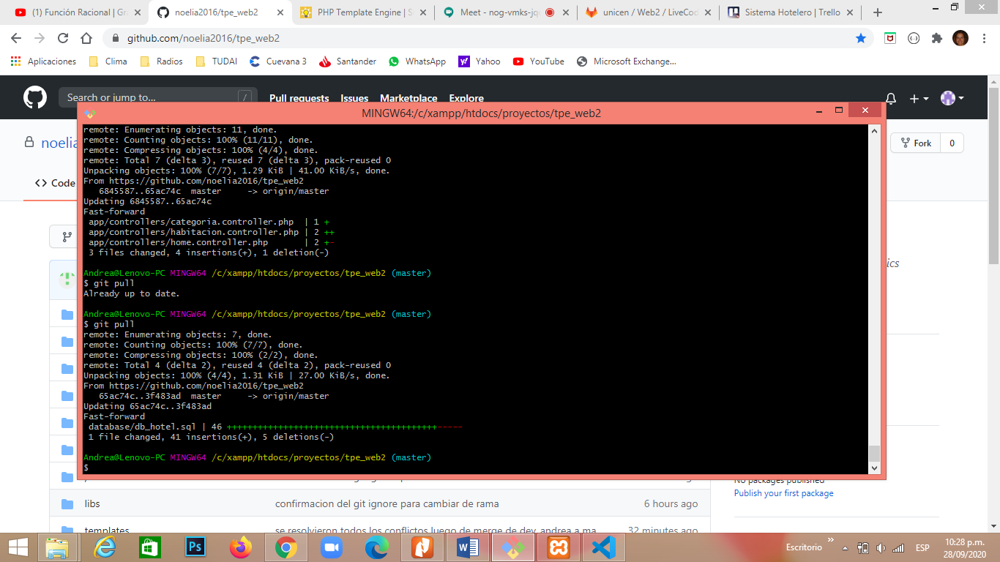 (1) Función Racional | Gra
noelia2016/tpe_web2
PHP Template Engine | S
Meet - nog-vmks-jq
unicen / Web2 / LiveCod
Sistema Hotelero | Trello
github.com/noelia2016/tpe_web2
Aplicaciones
Clima
Radios
TUDAI
Cuevana 3
Santander
WhatsApp
Yahoo
YouTube
Microsoft Exchange...
Search or jump to...
/
Pull requests
Issues
Marketplace
Explore
MINGW64:/c/xampp/htdocs/proyectos/tpe_web2
noelia
Fork
0
<> Code
remote: Enumerating objects: 11, done.
remote: Counting objects: 100% (11/11), done.
remote: Compressing objects: 100% (4/4), done.
remote: Total 7 (delta 3), reused 7 (delta 3), pack-reused 0
Unpacking objects: 100% (7/7), 1.29 KiB | 41.00 KiB/s, done.
From https://github.com/noelia2016/tpe_web2
   6845587..65ac74c  master     -> origin/master
Updating 6845587..65ac74c
Fast-forward
 app/controllers/categoria.controller.php  | 1 +
 app/controllers/habitacion.controller.php | 2 ++
 app/controllers/home.controller.php       | 2 +-
 3 files changed, 4 insertions(+), 1 deletion(-)
Andrea@Lenovo-PC MINGW64 /c/xampp/htdocs/proyectos/tpe_web2 (master)
$ git pull
Already up to date.
Andrea@Lenovo-PC MINGW64 /c/xampp/htdocs/proyectos/tpe_web2 (master)
$ git pull
remote: Enumerating objects: 7, done.
remote: Counting objects: 100% (7/7), done.
remote: Compressing objects: 100% (2/2), done.
remote: Total 4 (delta 2), reused 4 (delta 2), pack-reused 0
Unpacking objects: 100% (4/4), 1.31 KiB | 27.00 KiB/s, done.
From https://github.com/noelia2016/tpe_web2
   65ac74c..3f483ad  master     -> origin/master
Updating 65ac74c..3f483ad
Fast-forward
 database/db_hotel.sql | 46 +++++++++++++++++++++++++++++++++++++++++-----
 1 file changed, 41 insertions(+), 5 deletions(-)
Andrea@Lenovo-PC MINGW64 /c/xampp/htdocs/proyectos/tpe_web2 (master)
$
ics
No packages published
Publish your first package
libs
confirmacion del git ignore para cambiar de rama
6 hours ago
templates
se resolvieron todos los conflictos luego de merge de dev_andrea a ma...
32 minutes ago
Escritorio
ESP
10:28 p.m.
28/09/2020